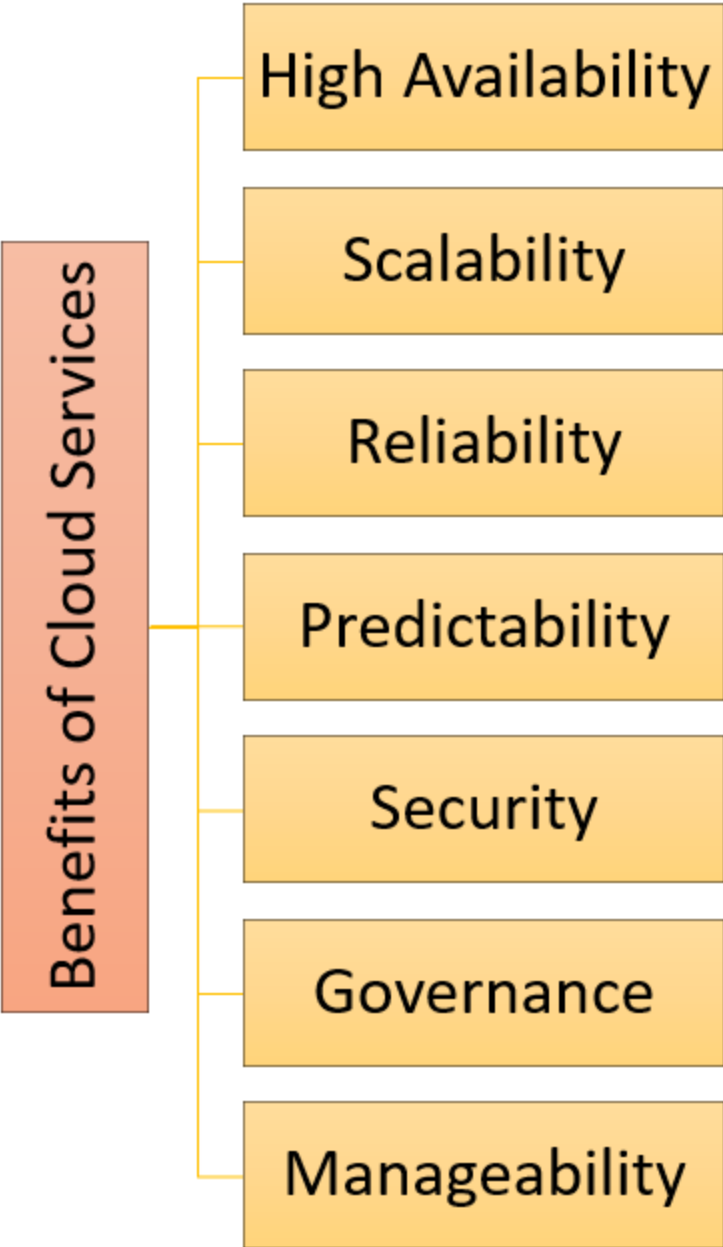 Benefits of Cloud Services
High Availability
Scalability
Reliability
Predictability
Security
Governance
Manageability